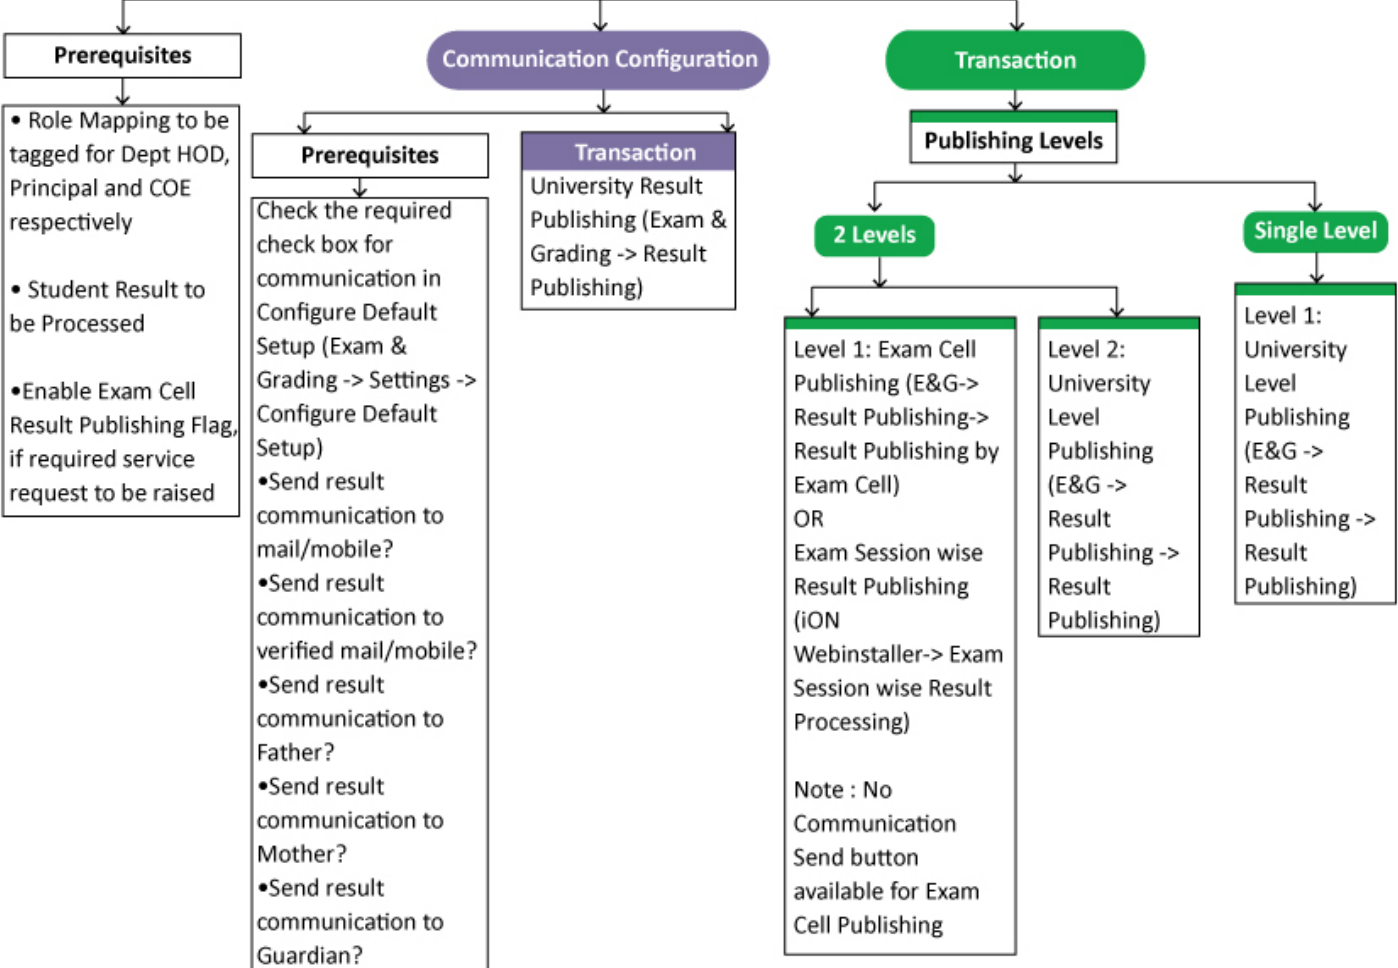 Prerequisites
• Role Mapping to be
tagged for Dept HOD,
Principal and COE
respectively
• Student Result to
be Processed
•Enable Exam Cell
Result Publishing Flag,
if required service
request to be raised
Communication Configuration
Prerequisites
Check the required
check box for
communication in
Configure Default
Setup (Exam &
Grading -> Settings ->
Configure Default
Setup)
•Send result
communication to
mail/mobile?
•Send result
communication to
verified mail/mobile?
•Send result
communication to
Father?
•Send result
communication to
Mother?
•Send result
communication to
Guardian?
Transaction
University Result
Publishing (Exam &
Grading -> Result
Publishing)
Transaction
Publishing Levels
2 Levels
Level 1: Exam Cell
Publishing (E&G->
Result Publishing->
Result Publishing by
Exam Cell)
OR
Exam Session wise
Result Publishing
(iON
Webinstaller-> Exam
Session wise Result
Processing)
Note : No
Communication
Send button
available for Exam
Cell Publishing
Level 2:
University
Level
Publishing
(E&G ->
Result
Publishing ->
Result
Publishing)
Single Level
Level 1:
University
Level
Publishing
(E&G ->
Result
Publishing ->
Result
Publishing)